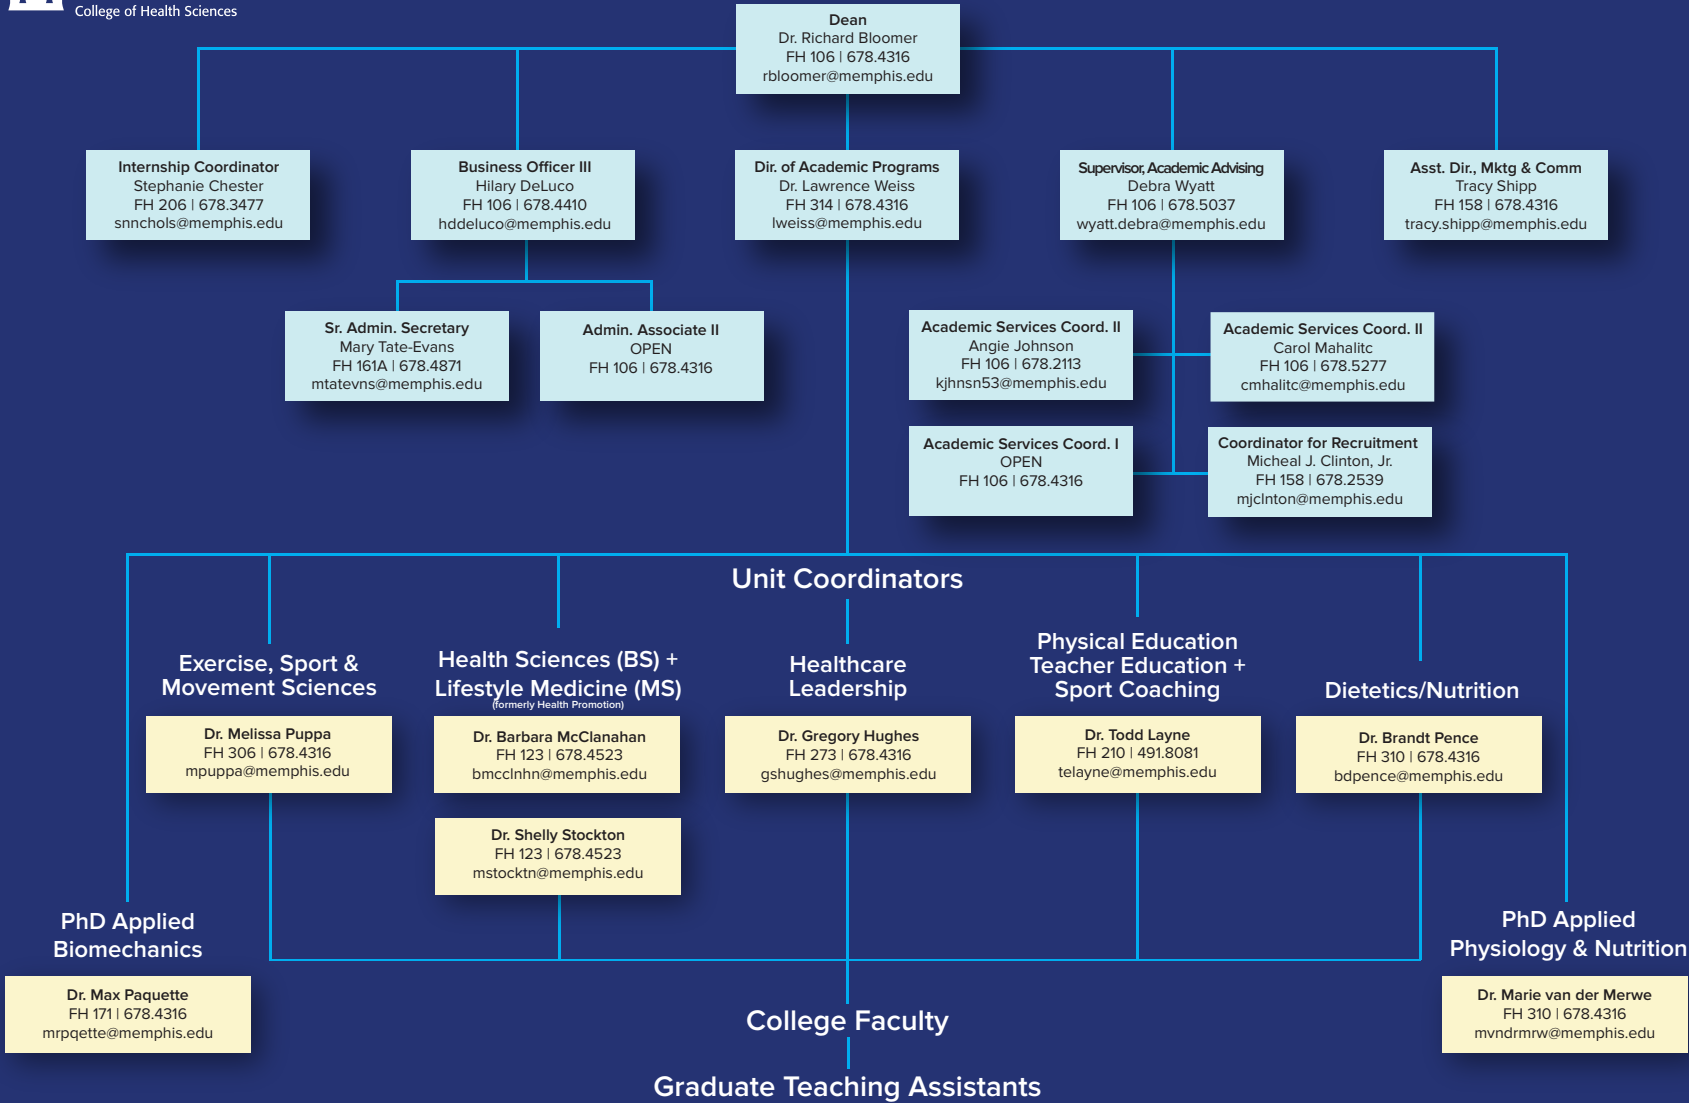 College of Health Sciences
Dean
Dr. Richard Bloomer
FH 106 | 678.4316
rbloomer@memphis.edu
Internship Coordinator
Stephanie Chester
FH 206 | 678.3477
snnchols@memphis.edu
Business Officer III
Hilary DeLuco
FH 106 | 678.4410
hddeluco@memphis.edu
Dir. of Academic Programs
Dr. Lawrence Weiss
FH 314 | 678.4316
lweiss@memphis.edu
Supervisor, Academic Advising
Debra Wyatt
FH 106 | 678.5037
wyatt.debra@memphis.edu
Asst. Dir., Mktg & Comm
Tracy Shipp
FH 158 | 678.4316
tracy.shipp@memphis.edu
Sr. Admin. Secretary
Mary Tate-Evans
FH 161A | 678.4871
mtatevns@memphis.edu
Admin. Associate II
OPEN
FH 106 | 678.4316
Academic Services Coord. II
Angie Johnson
FH 106 | 678.2113
kjhnsn53@memphis.edu
Academic Services Coord. II
Carol Mahalitc
FH 106 | 678.5277
cmhalitc@memphis.edu
Academic Services Coord. I
OPEN
FH 106 | 678.4316
Coordinator for Recruitment
Micheal J. Clinton, Jr.
FH 158 | 678.2539
mjclnton@memphis.edu
Unit Coordinators
Exercise, Sport &
Movement Sciences
Dr. Melissa Puppa
FH 306 | 678.4316
mpuppa@memphis.edu
Health Sciences (BS) +
Lifestyle Medicine (MS)
(formerly Health Promotion)
Dr. Barbara McClanahan
FH 123 | 678.4523
bmcclnhn@memphis.edu
Dr. Shelly Stockton
FH 123 | 678.4523
mstocktn@memphis.edu
Healthcare
Leadership
Dr. Gregory Hughes
FH 273 | 678.4316
gshughes@memphis.edu
Physical Education
Teacher Education +
Sport Coaching
Dr. Todd Layne
FH 210 | 491.8081
telayne@memphis.edu
Dietetics/Nutrition
Dr. Brandt Pence
FH 310 | 678.4316
bdpence@memphis.edu
PhD Applied
Biomechanics
Dr. Max Paquette
FH 171 | 678.4316
mrpqette@memphis.edu
PhD Applied
Physiology & Nutrition
Dr. Marie van der Merwe
FH 310 | 678.4316
mvndrmrw@memphis.edu
College Faculty
Graduate Teaching Assistants